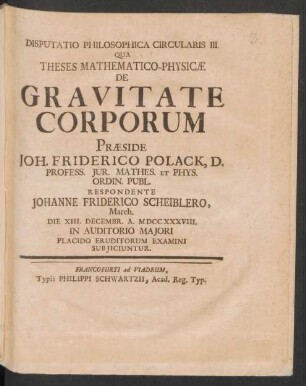 DISPUTATIO PHILOSOPHICA CIRCULARIS III.
QUA
THESES MATHEMATICO-PHYSICÆ
DE
GRAVITATE
CORPORUM
PRÆSIDE
JOH. FRIDERICO POLACK, D.
PROFESS. JUR. MATHES. ET PHYS.
ORDIN. PUBL.
RESPONDENTE
JOHANNE FRIDERICO SCHEIBLERO,
March.
DIE XIII. DECEMBR. A. MDCCXXXVIII.
IN AUDITORIO MAJORI
PLACIDO ERUDITORUM EXAMINI
SUBJICIUNTUR.
FRANCOFURTI ad VIADRUM,
Typis PHILIPPI SCHWARTZII, Acad. Reg. Typ.